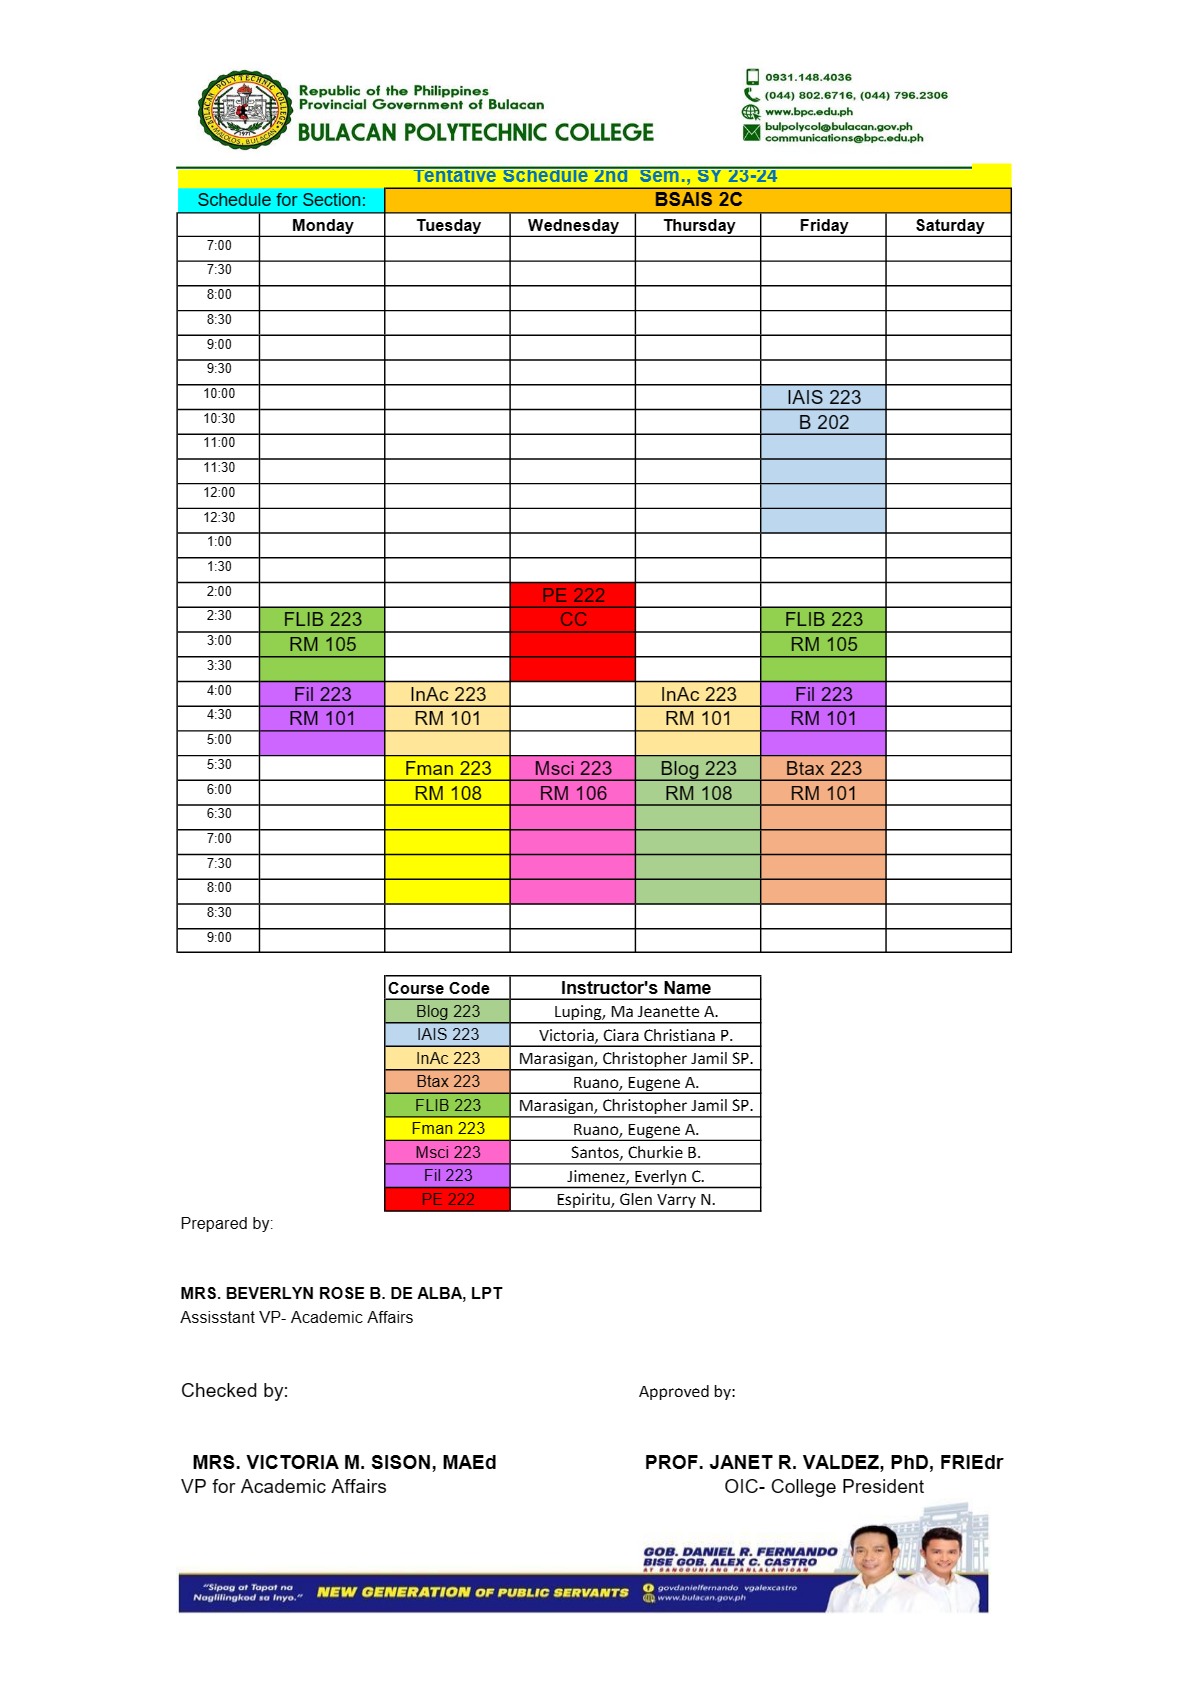 Republic of the Philippines
Provincial Government of Bulacan
BULACAN POLYTECHNIC COLLEGE
0931.148.4036
(044) 802.6716, (044) 796.2306
www.bpc.edu.ph
bulpolycol@bulacan.gov.ph
communications@bpc.edu.ph
Tentative Schedule 2nd Sem., SY 23-24
Schedule for Section: BSAIS 2C
Monday Tuesday Wednesday Thursday Friday Saturday
7:00
7:30
8:00
8:30
9:00
9:30
10:00 IAIS 223
10:30 B 202
11:00
11:30
12:00
12:30
1:00
1:30
2:00 PE 222
2:30 FLIB 223 CC FLIB 223
3:00 RM 105 RM 105
3:30
4:00 Fil 223 InAc 223 InAc 223 Fil 223
4:30 RM 101 RM 101 RM 101 RM 101
5:00
5:30 Fman 223 Msci 223 Blog 223 Btax 223
6:00 RM 108 RM 106 RM 108 RM 101
6:30
7:00
7:30
8:00
8:30
9:00
Course Code Instructor's Name
Blog 223 Luping, Ma Jeanette A.
IAIS 223 Victoria, Ciara Christiana P.
InAc 223 Marasigan, Christopher Jamil SP.
Btax 223 Ruano, Eugene A.
FLIB 223 Marasigan, Christopher Jamil SP.
Fman 223 Ruano, Eugene A.
Msci 223 Santos, Churkie B.
Fil 223 Jimenez, Everlyn C.
PE 222 Espiritu, Glen Varry N.
Prepared by:
MRS. BEVERLYN ROSE B. DE ALBA, LPT
Assisstant VP- Academic Affairs
Checked by: Approved by:
MRS. VICTORIA M. SISON, MAEd PROF. JANET R. VALDEZ, PhD, FRIEdr
VP for Academic Affairs OIC- College President
GOB. DANIEL R. FERNANDO
BISE GOB. ALEX C. CASTRO
AT SANGGUNIANG PANLALAWIGAN
"Sipag at Tapat na
Naglilingkod sa Inyo."
NEW GENERATION OF PUBLIC SERVANTS
govdanielfernando vgalexcastro
www.bulacan.gov.ph